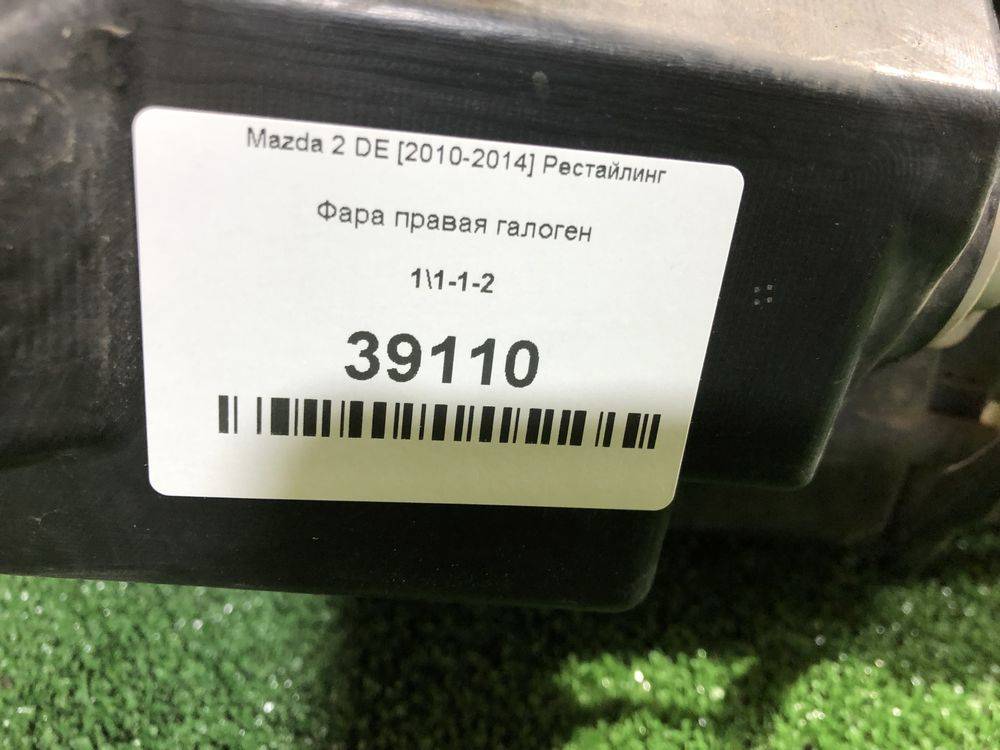 Mazda 2 DE [2010-2014] Рестайлинг
Фара правая галоген
1\1-1-2
39110